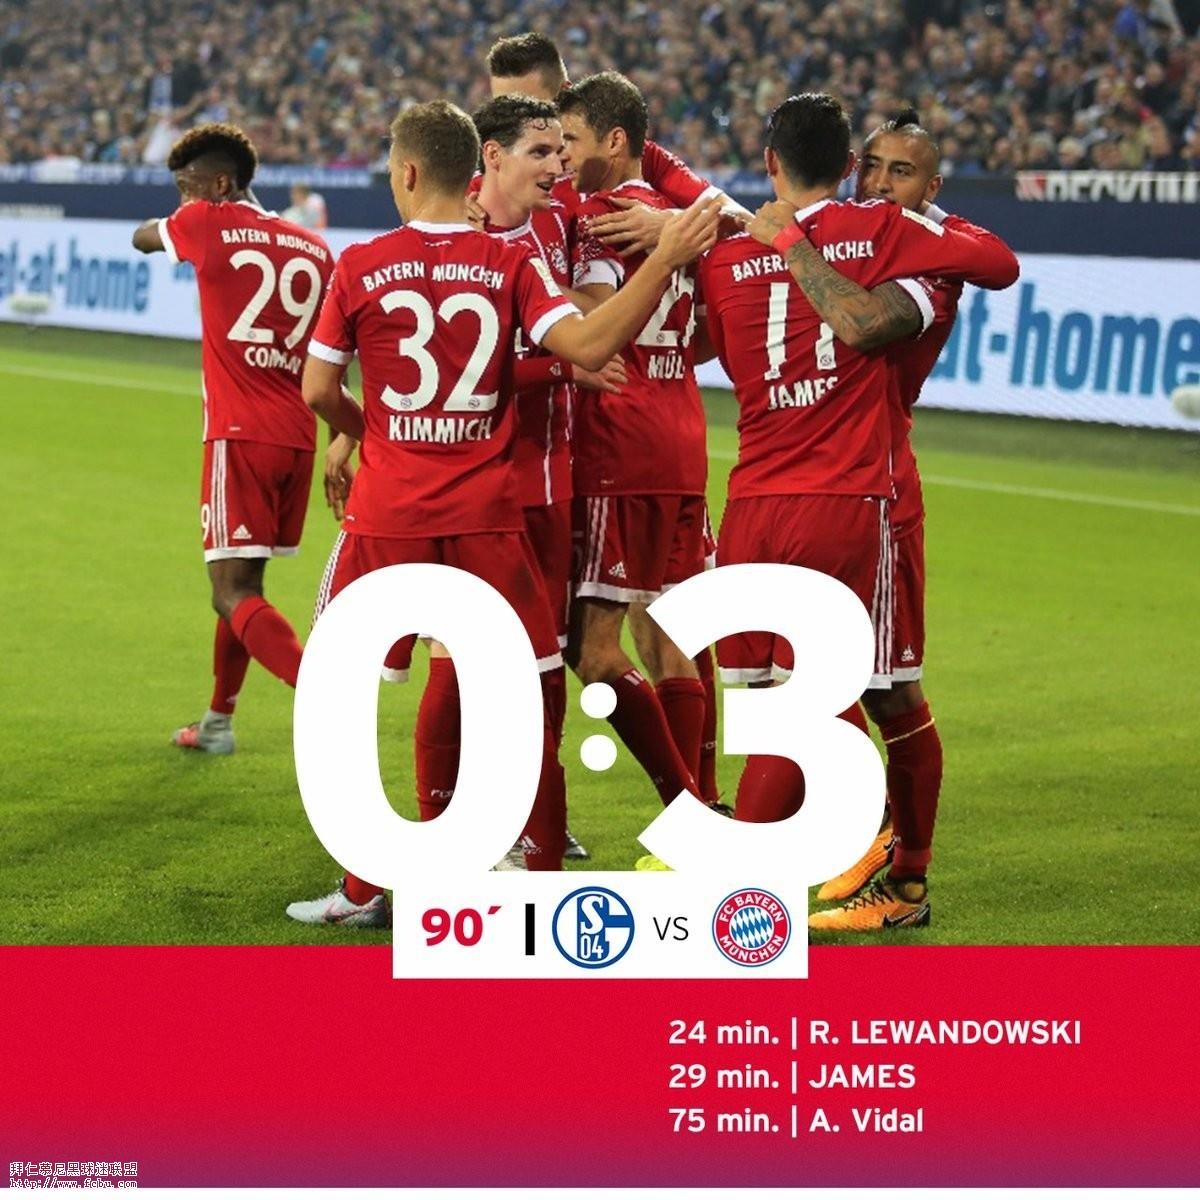 et-at-home
BAYERN MÜNCHEN
29
COMAN
BAYERN MÜNCHEN
32
KIMMICH
25
MÜL
BAYERN MÜNCHEN
11
JAMES
at-home
0:3
90´ | S 04 VS FC BAYERN MÜNCHEN
24 min. | R. LEWANDOWSKI
29 min. | JAMES
75 min. | A. Vidal
拜仁慕尼黑球迷联盟
http://www.fcbu.com